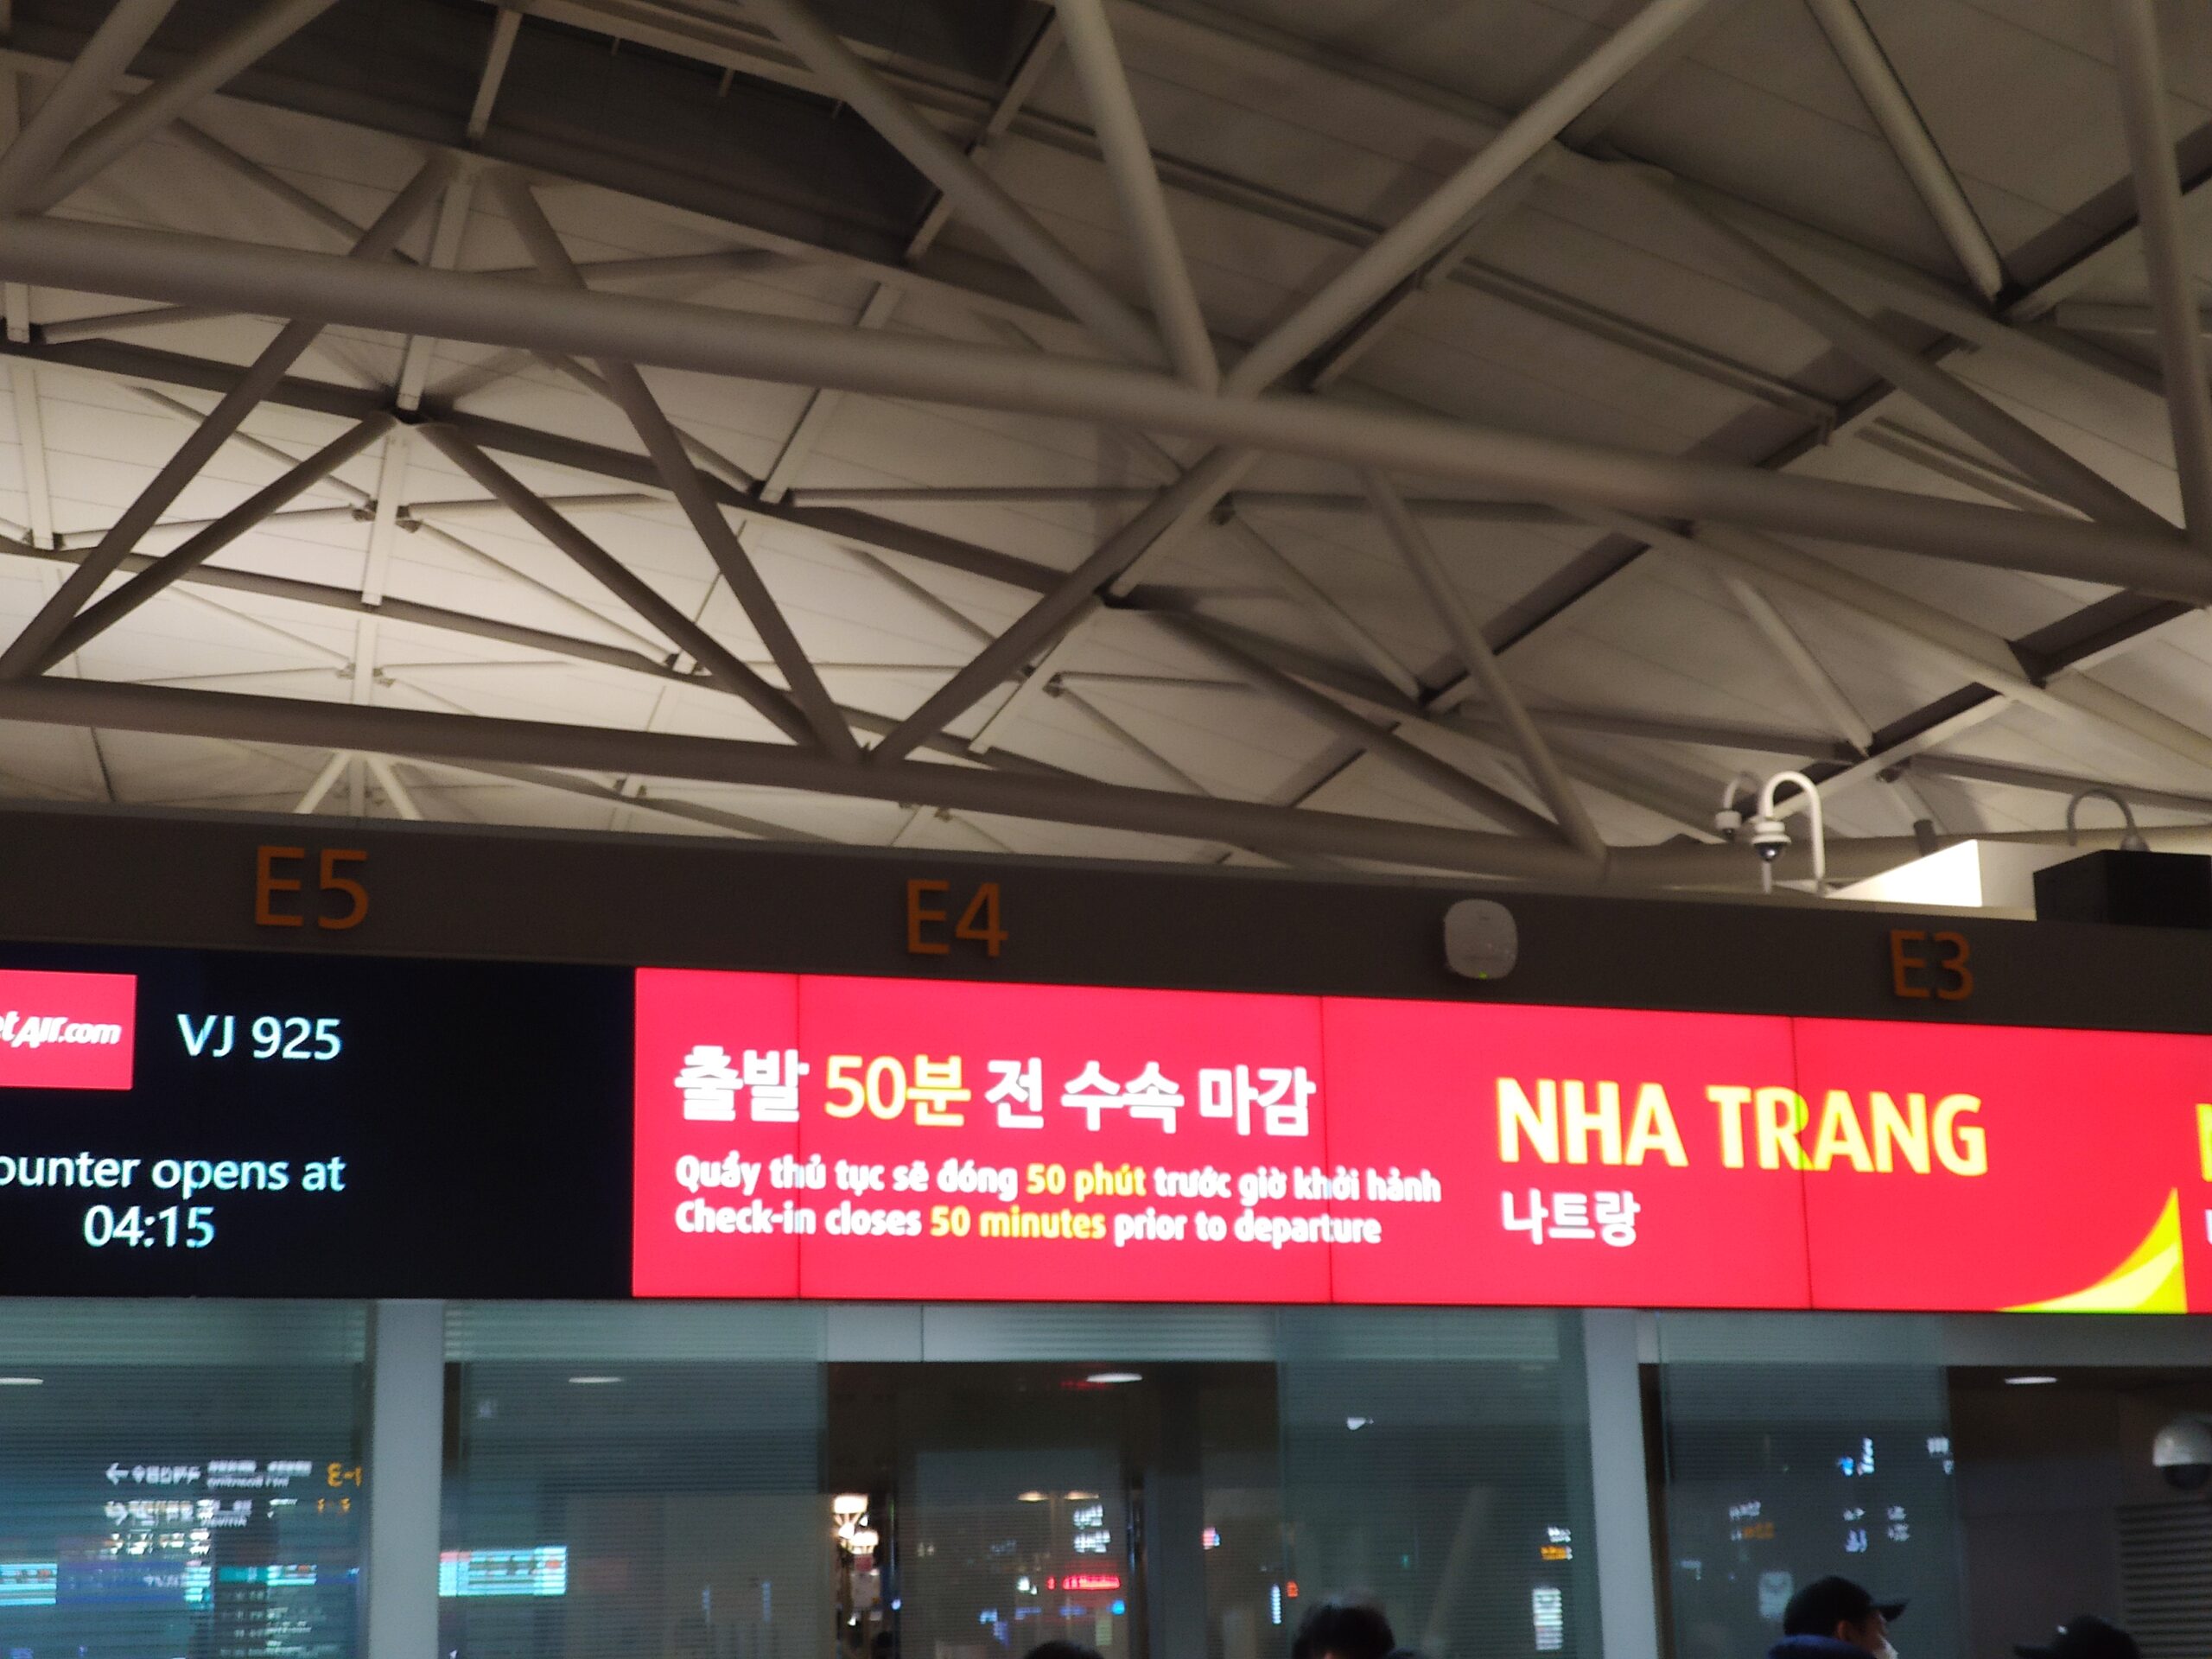 E5
E4
E3
Air.com
VJ 925
ounter opens at
04:15
출발 50분 전 수속 마감
Quầy thủ tục sẽ đóng 50 phút trước giờ khởi hành
Check-in closes 50 minutes prior to departure
NHA TRANG
나트랑